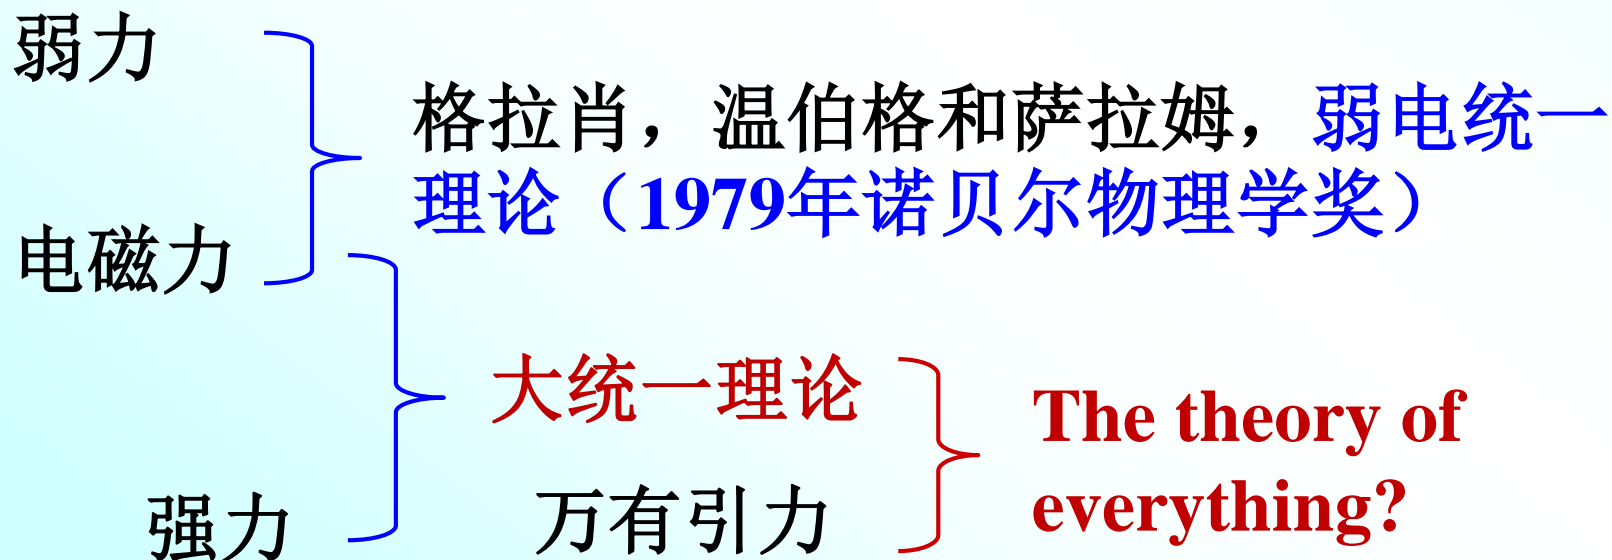 弱力
格拉肖，温伯格和萨拉姆，弱电统一
理论（1979年诺贝尔物理学奖）
电磁力
大统一理论
The theory of
everything?
强力
万有引力